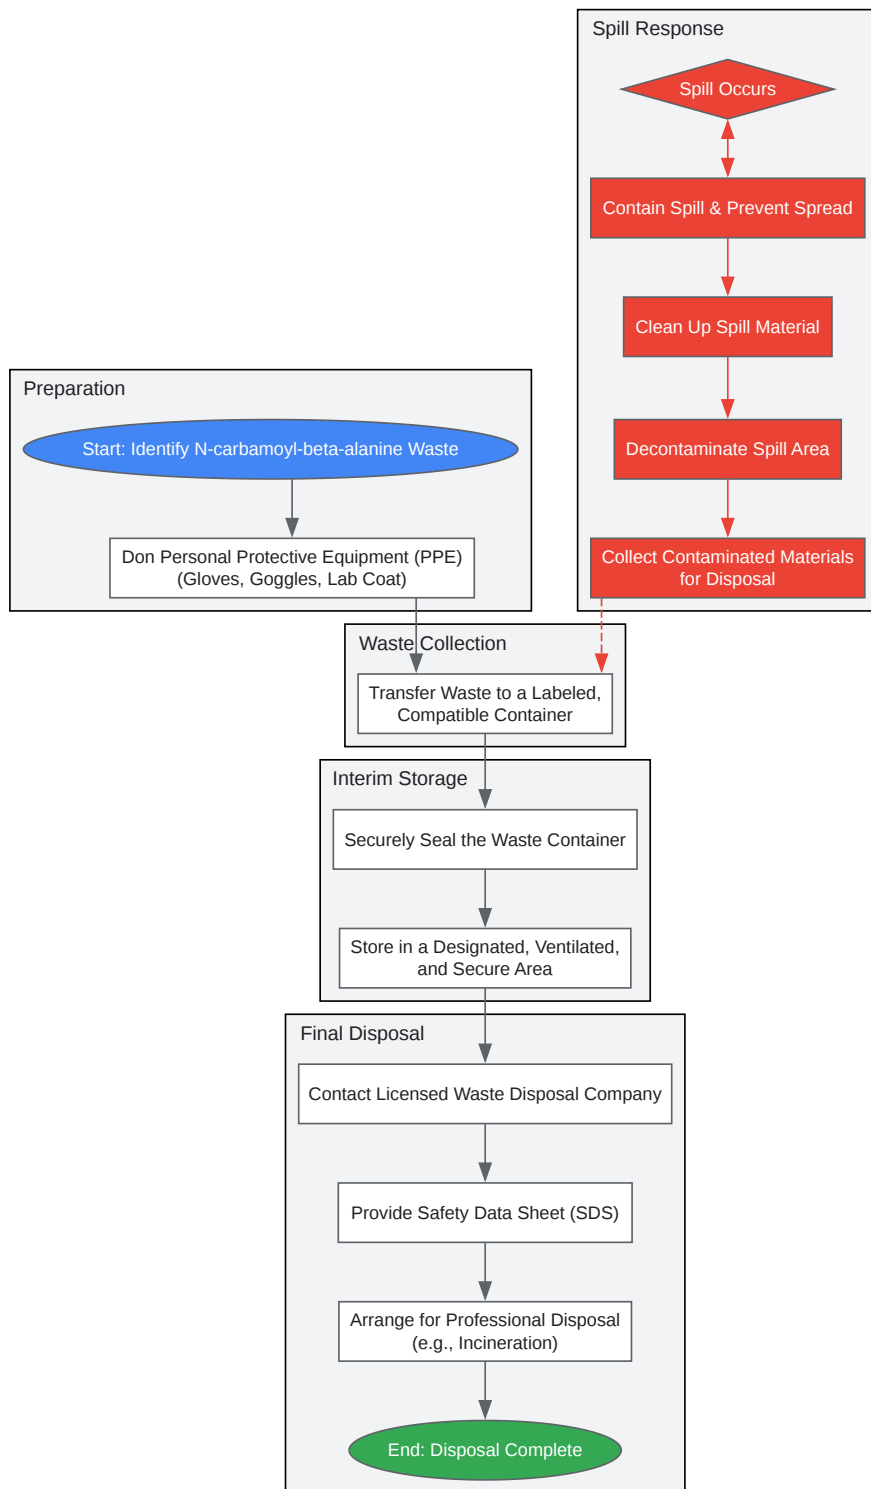 Spill Response
Spill Occurs
Contain Spill & Prevent Spread
Clean Up Spill Material
Decontaminate Spill Area
Collect Contaminated Materials
for Disposal
Preparation
Start: Identify N-carbamoyl-beta-alanine Waste
Don Personal Protective Equipment (PPE)
(Gloves, Goggles, Lab Coat)
Waste Collection
Transfer Waste to a Labeled,
Compatible Container
Interim Storage
Securely Seal the Waste Container
Store in a Designated, Ventilated,
and Secure Area
Final Disposal
Contact Licensed Waste Disposal Company
Provide Safety Data Sheet (SDS)
Arrange for Professional Disposal
(e.g., Incineration)
End: Disposal Complete